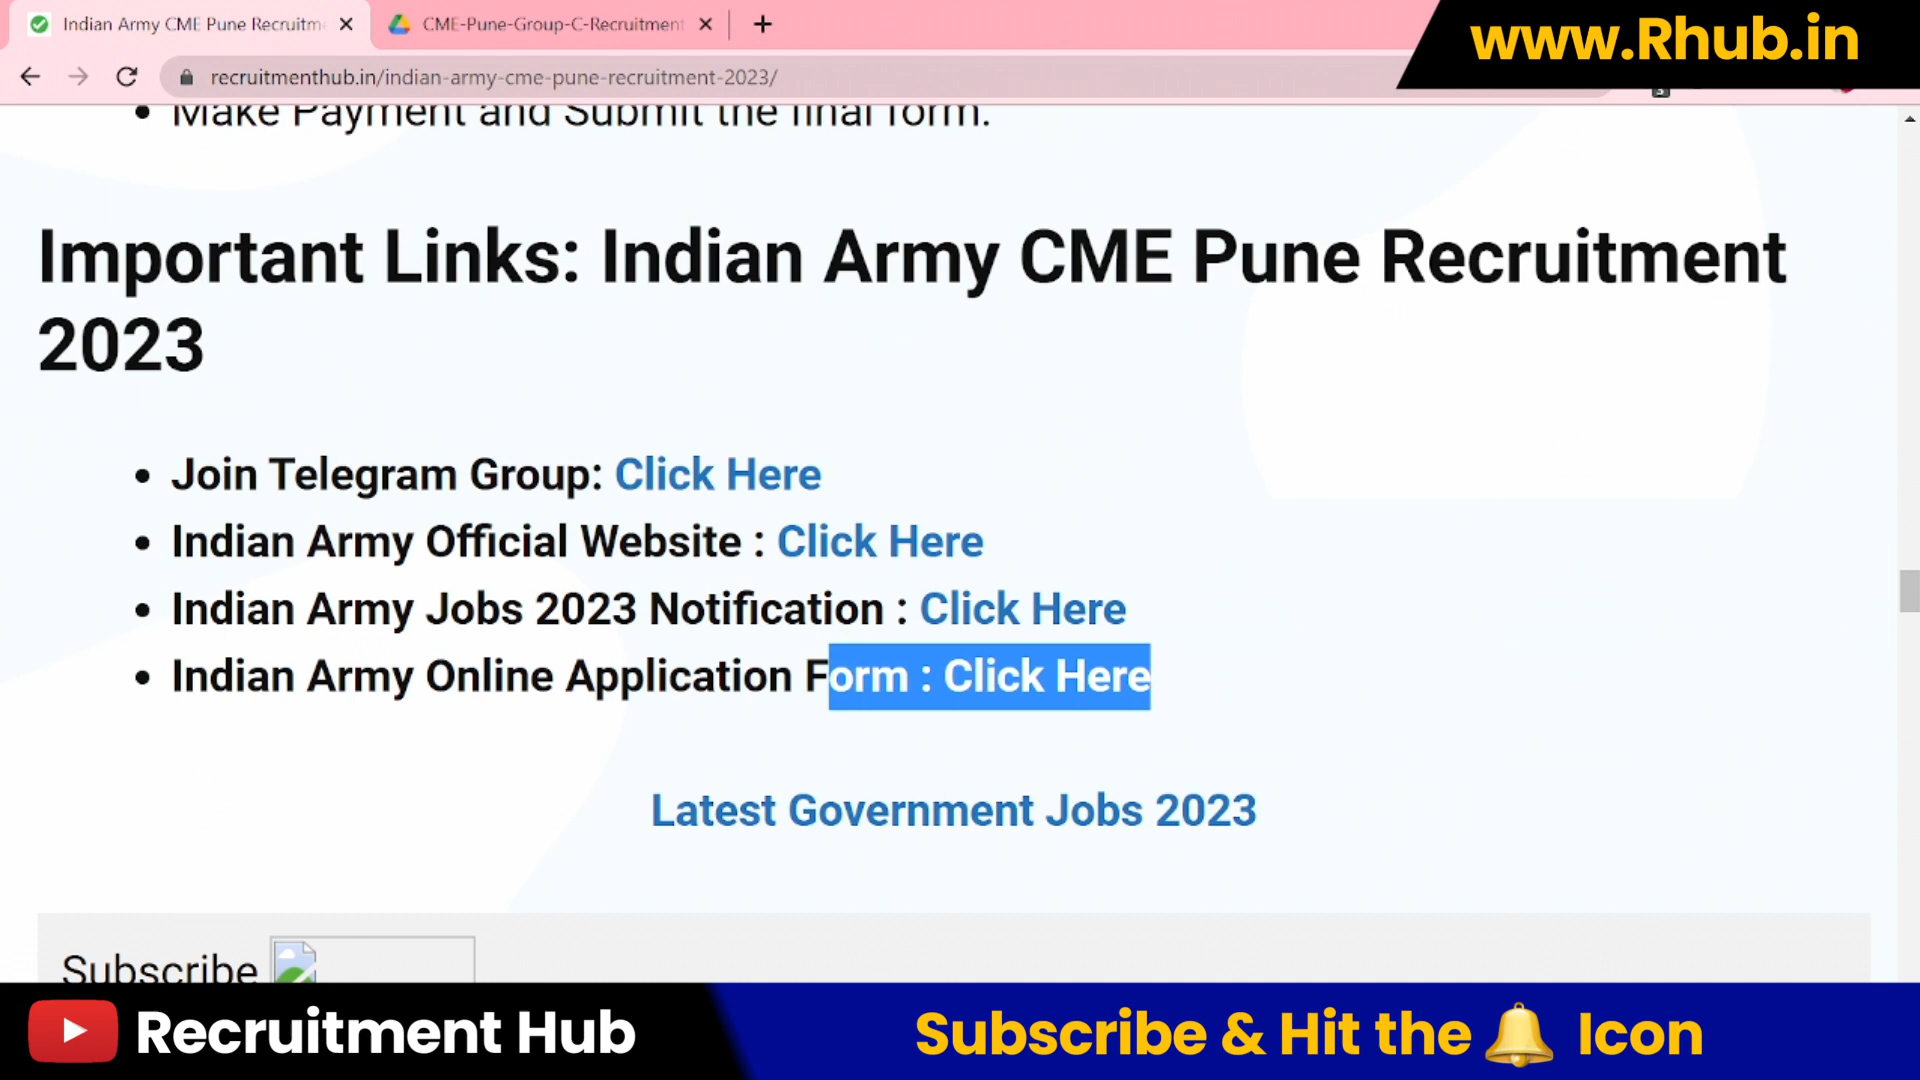 Indian Army CME Pune Recruitm
CME-Pune-Group-C-Recruitment
www.Rhub.in
recruitmenthub.in/indian-army-cme-pune-recruitment-2023/
Make Payment and Submit the final form.
Important Links: Indian Army CME Pune Recruitment
2023
Join Telegram Group: Click Here
Indian Army Official Website : Click Here
Indian Army Jobs 2023 Notification : Click Here
Indian Army Online Application Form : Click Here
Latest Government Jobs 2023
Subscribe
Recruitment Hub
Subscribe & Hit the Icon